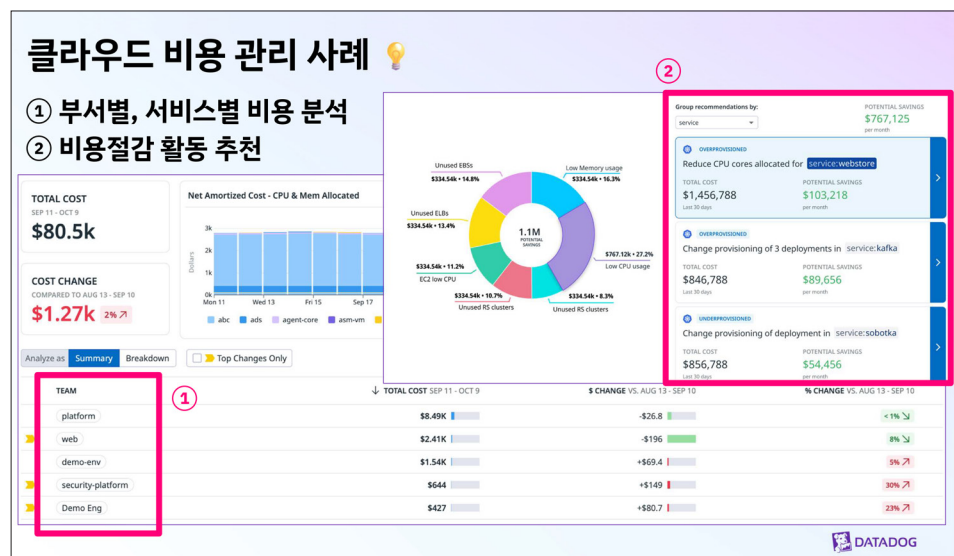 클라우드 비용 관리 사례
① 부서별, 서비스별 비용 분석
② 비용절감 활동 추천
TOTAL COST
SEP 11 - OCT 9
$80.5k
COST CHANGE
COMPARED TO AUG 13 - SEP 10
$1.27k 2%
Net Amortized Cost - CPU & Mem Allocated
Dollars
3k
2k
1k
0k
Mon 11 Wed 13 Fri 15 Sep 17
abc ads agent-core asm-vm
Unused EBSs
$334.54k • 14.8%
Low Memory usage
$334.54k • 16.3%
Unused ELBs
$334.54k • 13.4%
1.1M
POTENTIAL
SAVINGS
$767.12k • 27.2%
Low CPU usage
$334.54k • 11.2%
EC2 low CPU
$334.54k • 10.7%
Unused RS clusters
$334.54k • 8.3%
Unused RS clusters
②
Group recommendations by:
service
POTENTIAL SAVINGS
$767,125
per month
OVERPROVISIONED
Reduce CPU cores allocated for service:webstore
TOTAL COST POTENTIAL SAVINGS
$1,456,788 $103,218
Last 30 days per month
OVERPROVISIONED
Change provisioning of 3 deployments in service:kafka
TOTAL COST POTENTIAL SAVINGS
$846,788 $89,656
Last 30 days per month
UNDERPROVISIONED
Change provisioning of deployment in service:sobotka
TOTAL COST POTENTIAL SAVINGS
$856,788 $54,456
Last 30 days per month
Analyze as Summary Breakdown Top Changes Only
①
TEAM TOTAL COST SEP 11 - OCT 9 $ CHANGE VS. AUG 13 - SEP 10 % CHANGE VS. AUG 13 - SEP 10
platform $8.49K -$26.8 <1%
web $2.41K -$196 8%
demo-env $1.54K +$69.4 5%
security-platform $644 +$149 30%
Demo Eng $427 +$80.7 23%
DATADOG